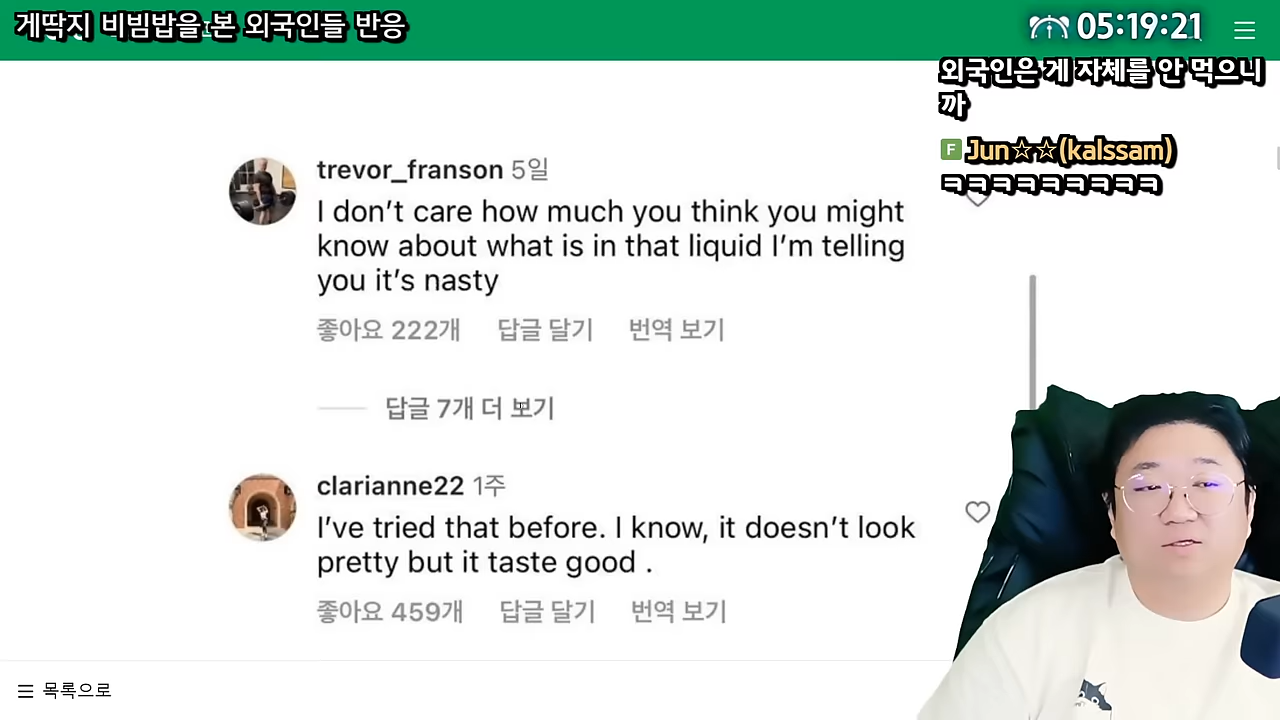 게딱지 비빔밥을 본 외국인들 반응
05:19:21
외국인은 게 자체를 안 먹으니
까
F Jun☆☆(kalssam)
ㅋㅋㅋㅋㅋㅋㅋㅋㅋ
trevor_franson 5일
I don’t care how much you think you might
know about what is in that liquid I’m telling
you it’s nasty
좋아요 222개 답글 달기 번역 보기
답글 7개 더 보기
clarianne22 1주
I’ve tried that before. I know, it doesn’t look
pretty but it taste good .
좋아요 459개 답글 달기 번역 보기
목록으로